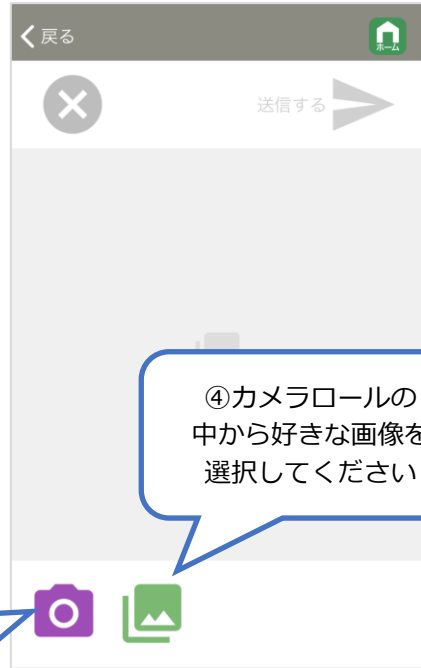 戻る
ホーム
送信する
④カメラロールの
中から好きな画像を
選択してください